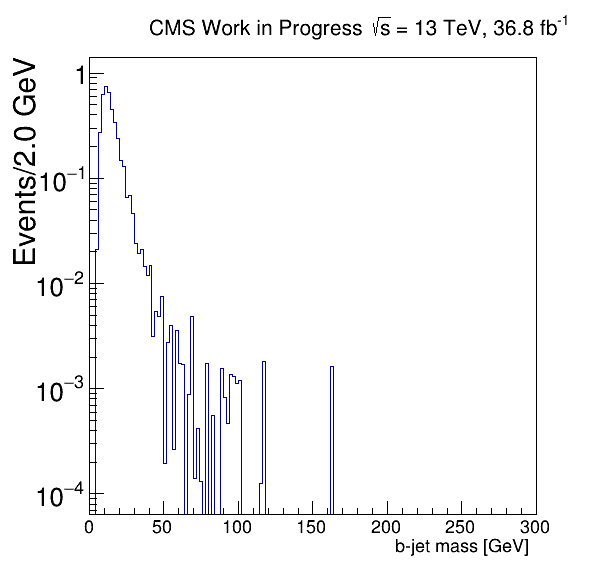 CMS Work in Progress √s = 13 TeV, 36.8 fb⁻¹
Events/2.0 GeV
1
10⁻¹
10⁻²
10⁻³
10⁻⁴
0 50 100 150 200 250 300
b-jet mass [GeV]